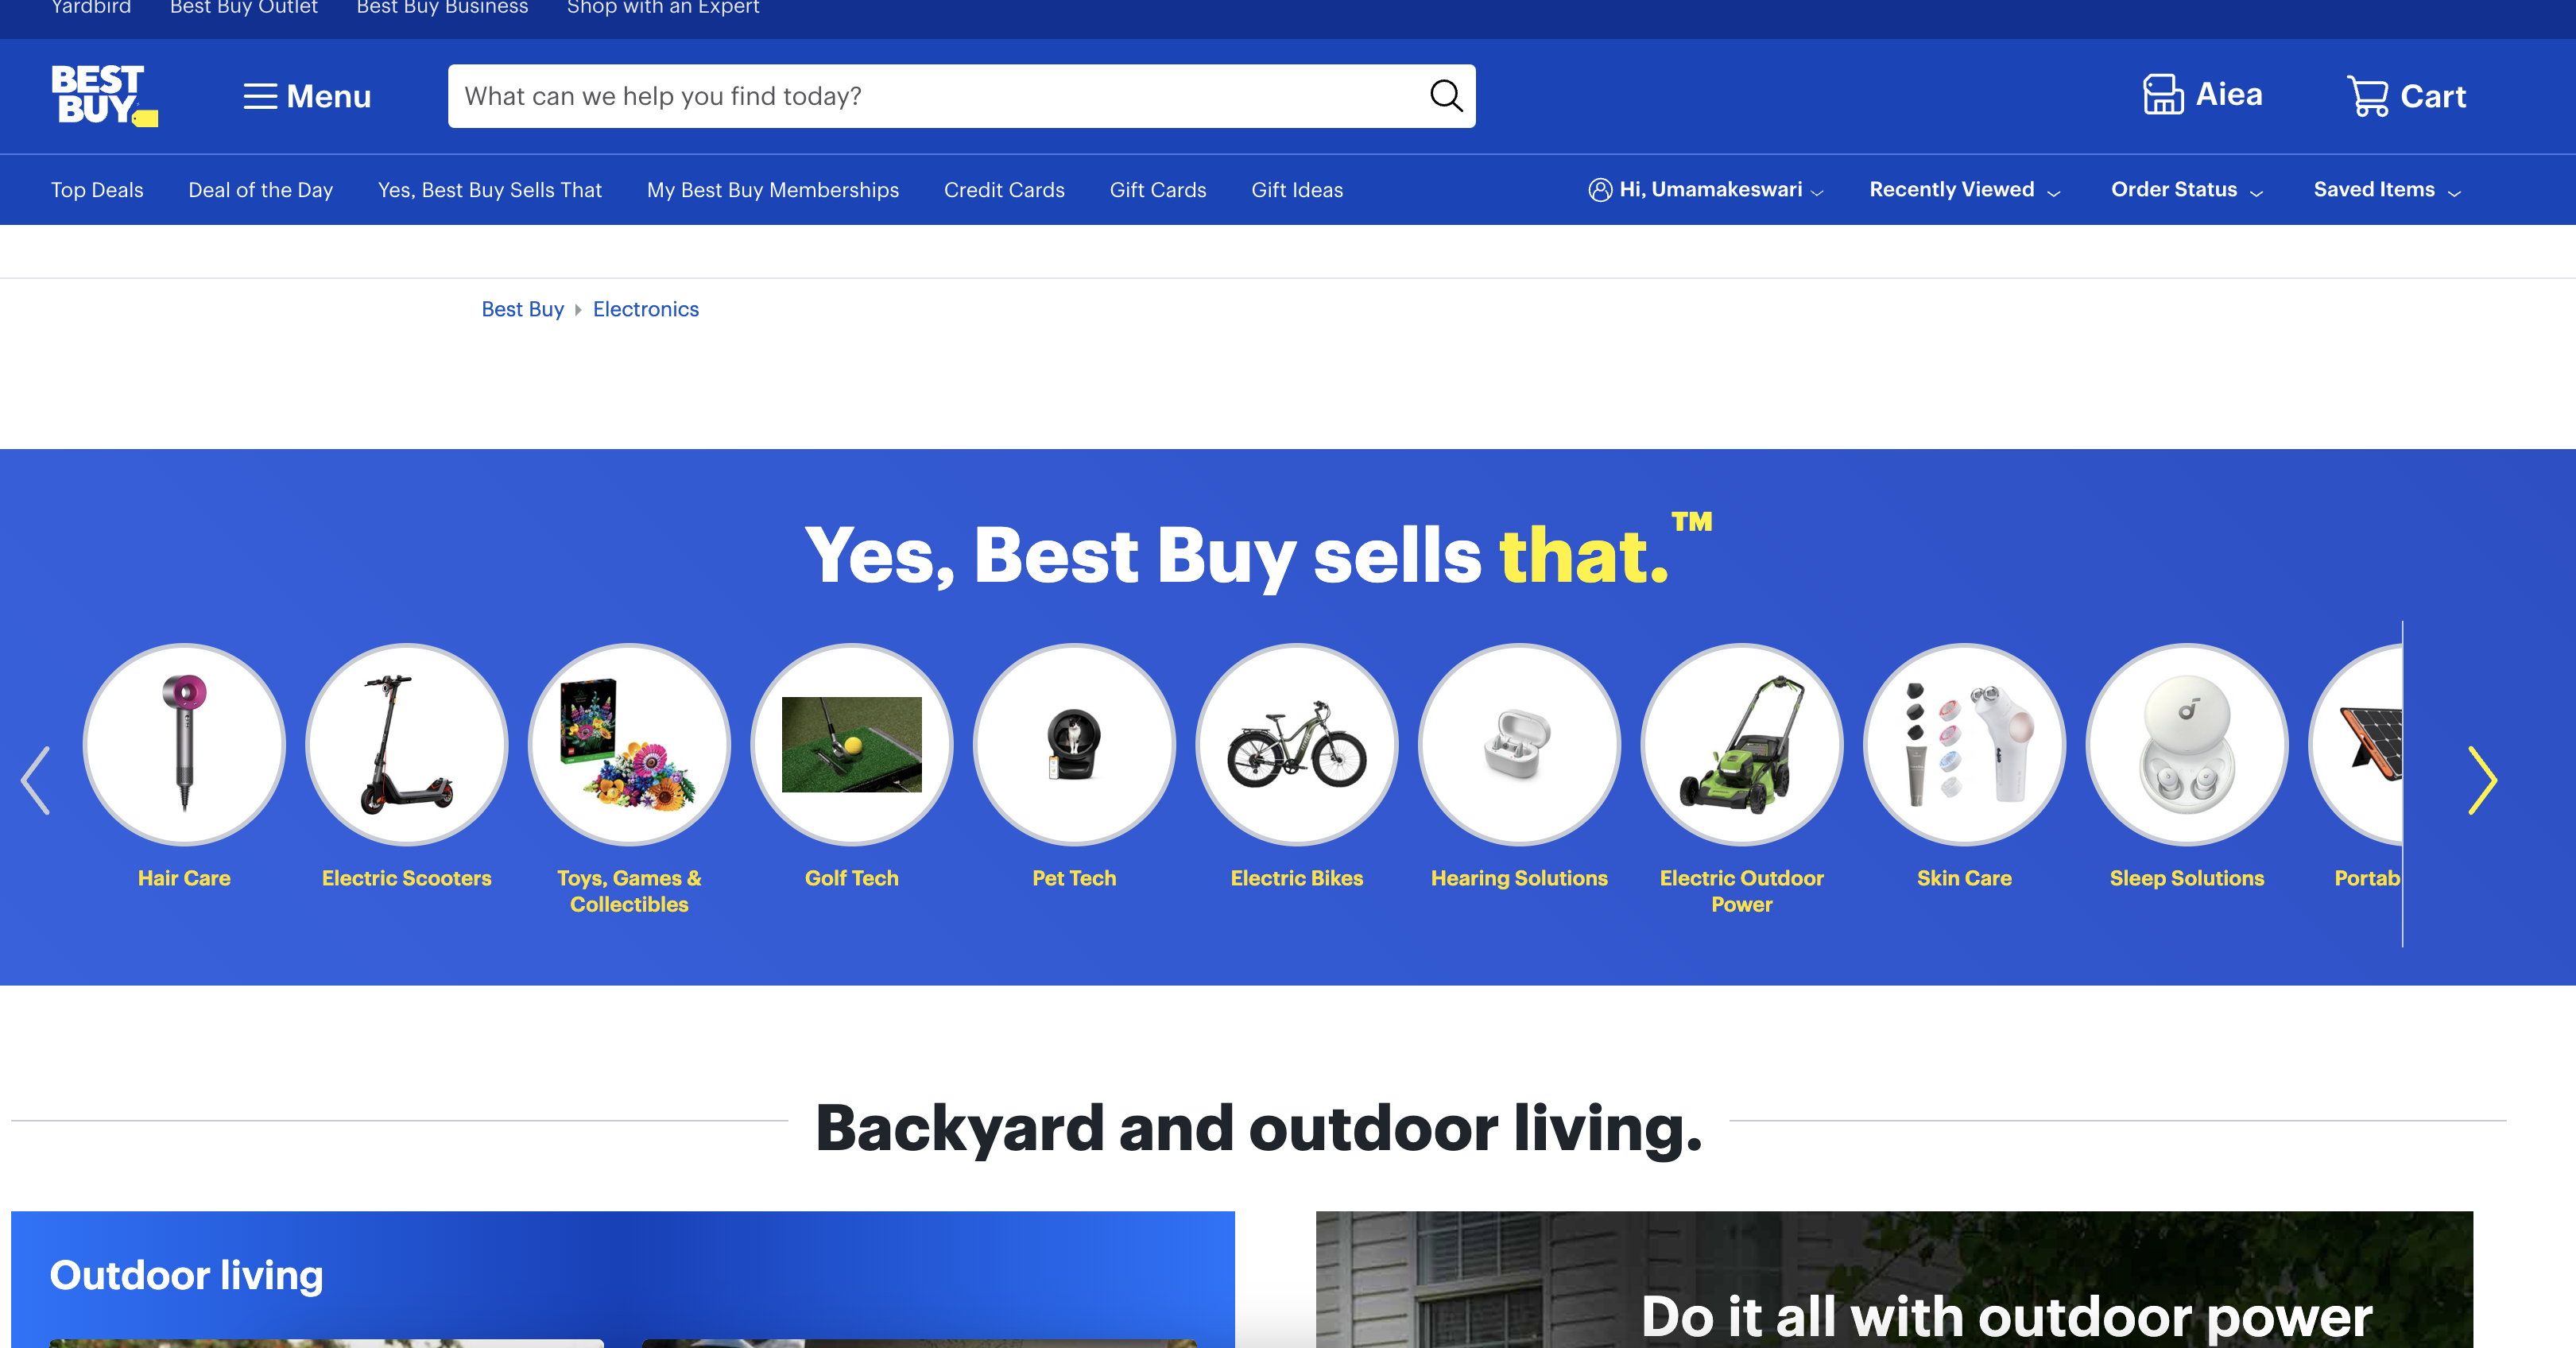 Yardbird Best Buy Outlet Best Buy Business Shop with an Expert
BEST
BUY
Menu
What can we help you find today?
Aiea
Cart
Top Deals Deal of the Day Yes, Best Buy Sells That My Best Buy Memberships Credit Cards Gift Cards Gift Ideas
Hi, Umamakeswari Recently Viewed Order Status Saved Items
Best Buy Electronics
Yes, Best Buy sells that.™
Hair Care
Electric Scooters
Toys, Games &
Collectibles
Golf Tech
Pet Tech
Electric Bikes
Hearing Solutions
Electric Outdoor
Power
Skin Care
Sleep Solutions
Portab
Backyard and outdoor living.
Outdoor living
Do it all with outdoor power